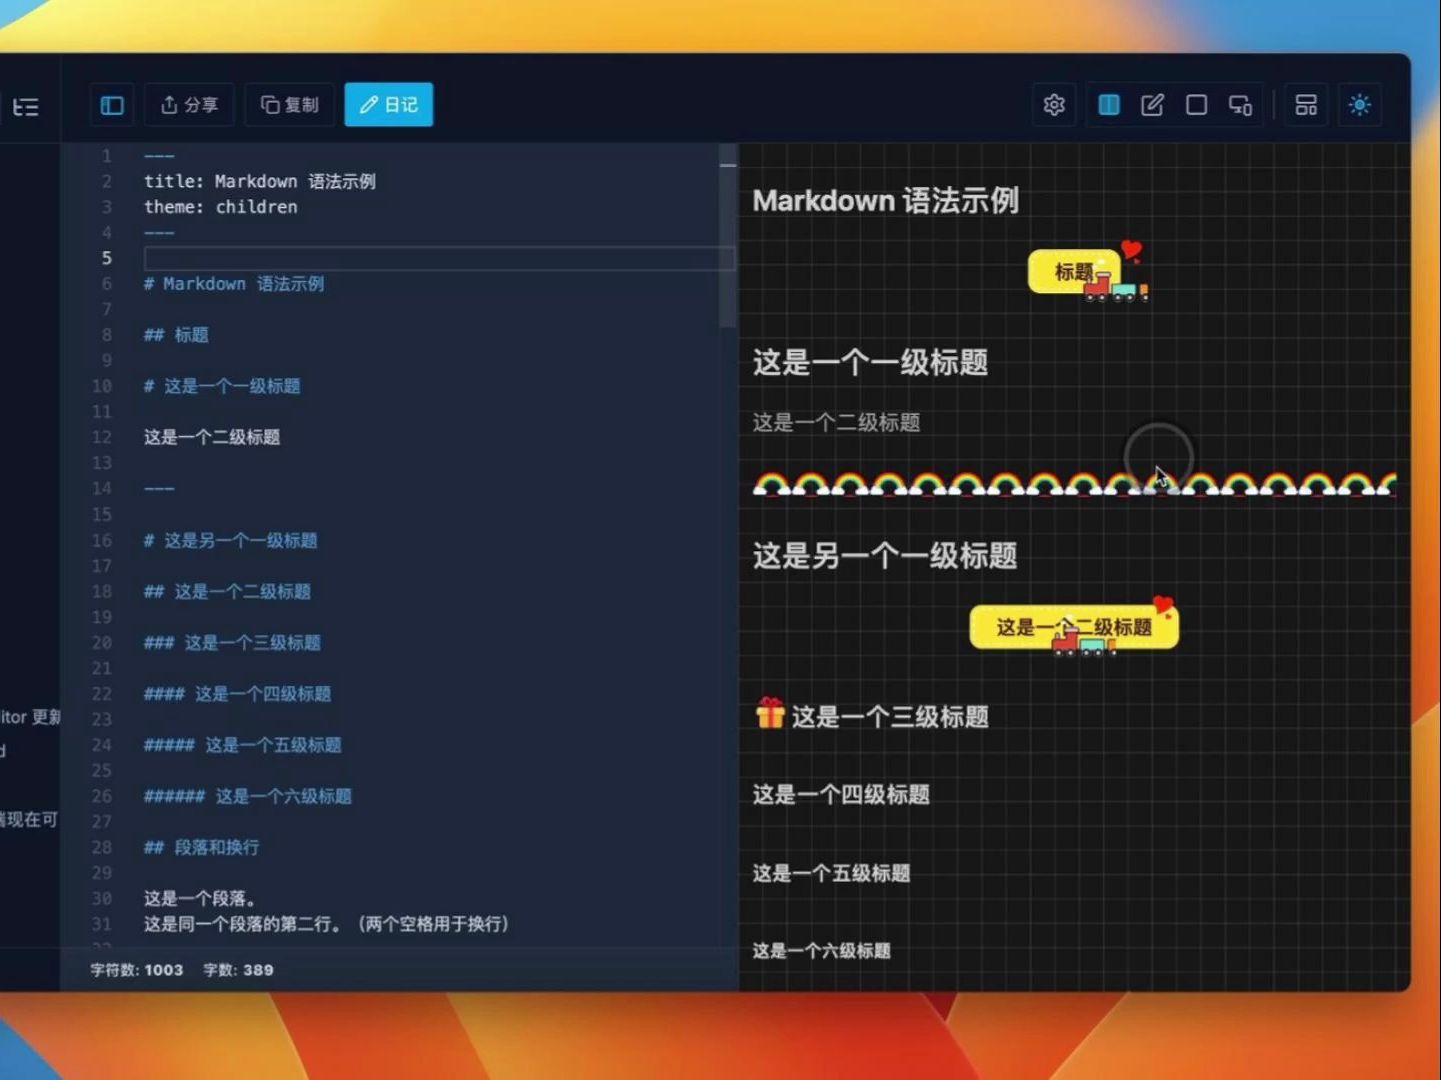 分享
复制
日记
1 ---
2 title: Markdown 语法示例
3 theme: children
4 ---
5
6 # Markdown 语法示例
7
8 ## 标题
9
10 # 这是一个一级标题
11
12 这是一个二级标题
13
14 ---
15
16 # 这是另一个一级标题
17
18 ## 这是一个二级标题
19
20 ### 这是一个三级标题
21
22 #### 这是一个四级标题
23
24 ##### 这是一个五级标题
25
26 ###### 这是一个六级标题
27
28 ## 段落和换行
29
30 这是一个段落。
31 这是同一个段落的第二行。（两个空格用于换行）
字符数: 1003 字数: 389
Markdown 语法示例
标题
这是一个一级标题
这是一个二级标题
这是另一个一级标题
这是一个二级标题
这是一个三级标题
这是一个四级标题
这是一个五级标题
这是一个六级标题
itor 更新
d
现在可